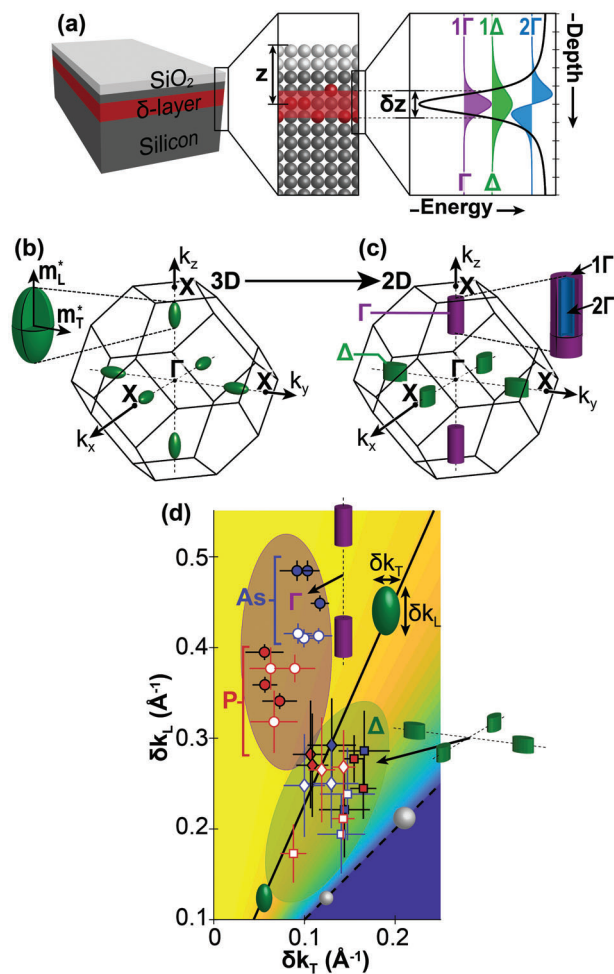 (a)
1Γ 1Δ 2Γ
Depth
z
SiO₂
δ-layer
Silicon
δz
Γ Δ
Energy
(b)
m*L
m*T
kz
X
3D
2D
Γ
X
ky
X
kx
(c)
kz
X
Γ
1Γ
2Γ
Δ
Γ
X
ky
X
kx
(d)
0.5
0.4
0.3
0.2
0.1
δkL (Å⁻¹)
As
Γ
P
Δ
δkT
δkL
0 0.1 0.2
δkT (Å⁻¹)